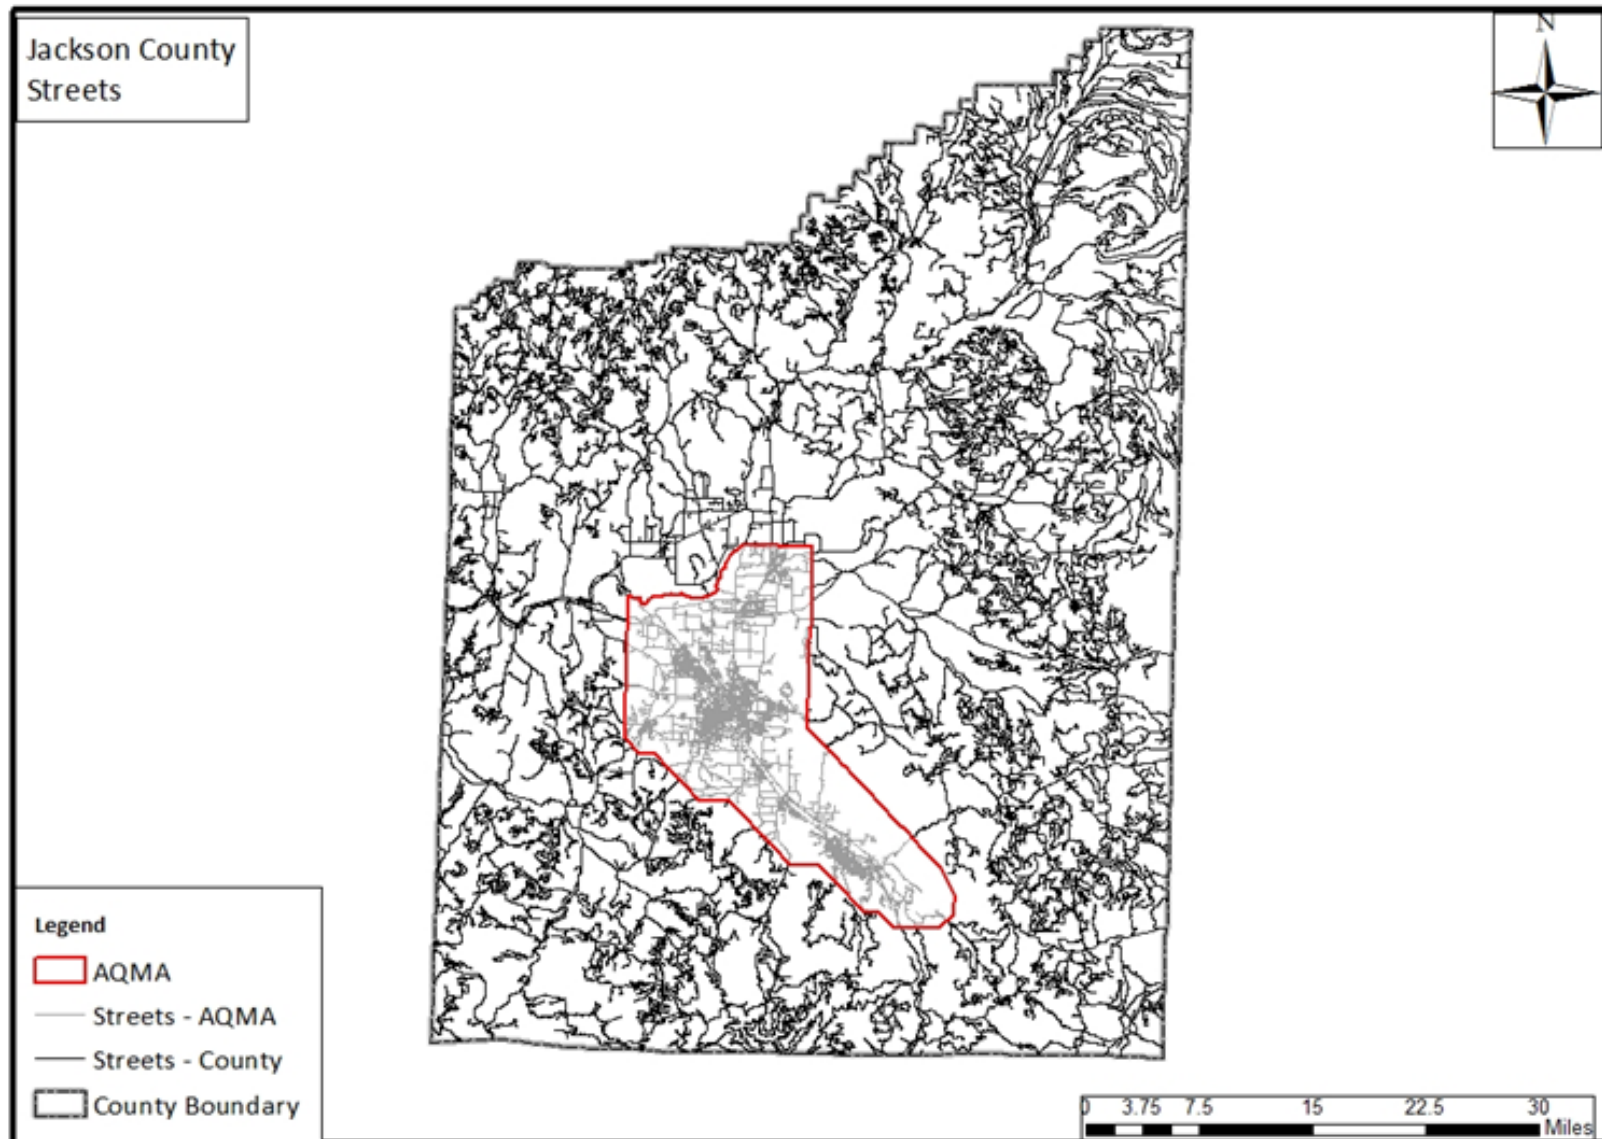 Jackson County
Streets
N
Legend
AQMA
Streets - AQMA
Streets - County
County Boundary
0 3.75 7.5 15 22.5 30
Miles